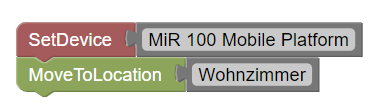 SetDevice MiR 100 Mobile Platform
MoveToLocation Wohnzimmer